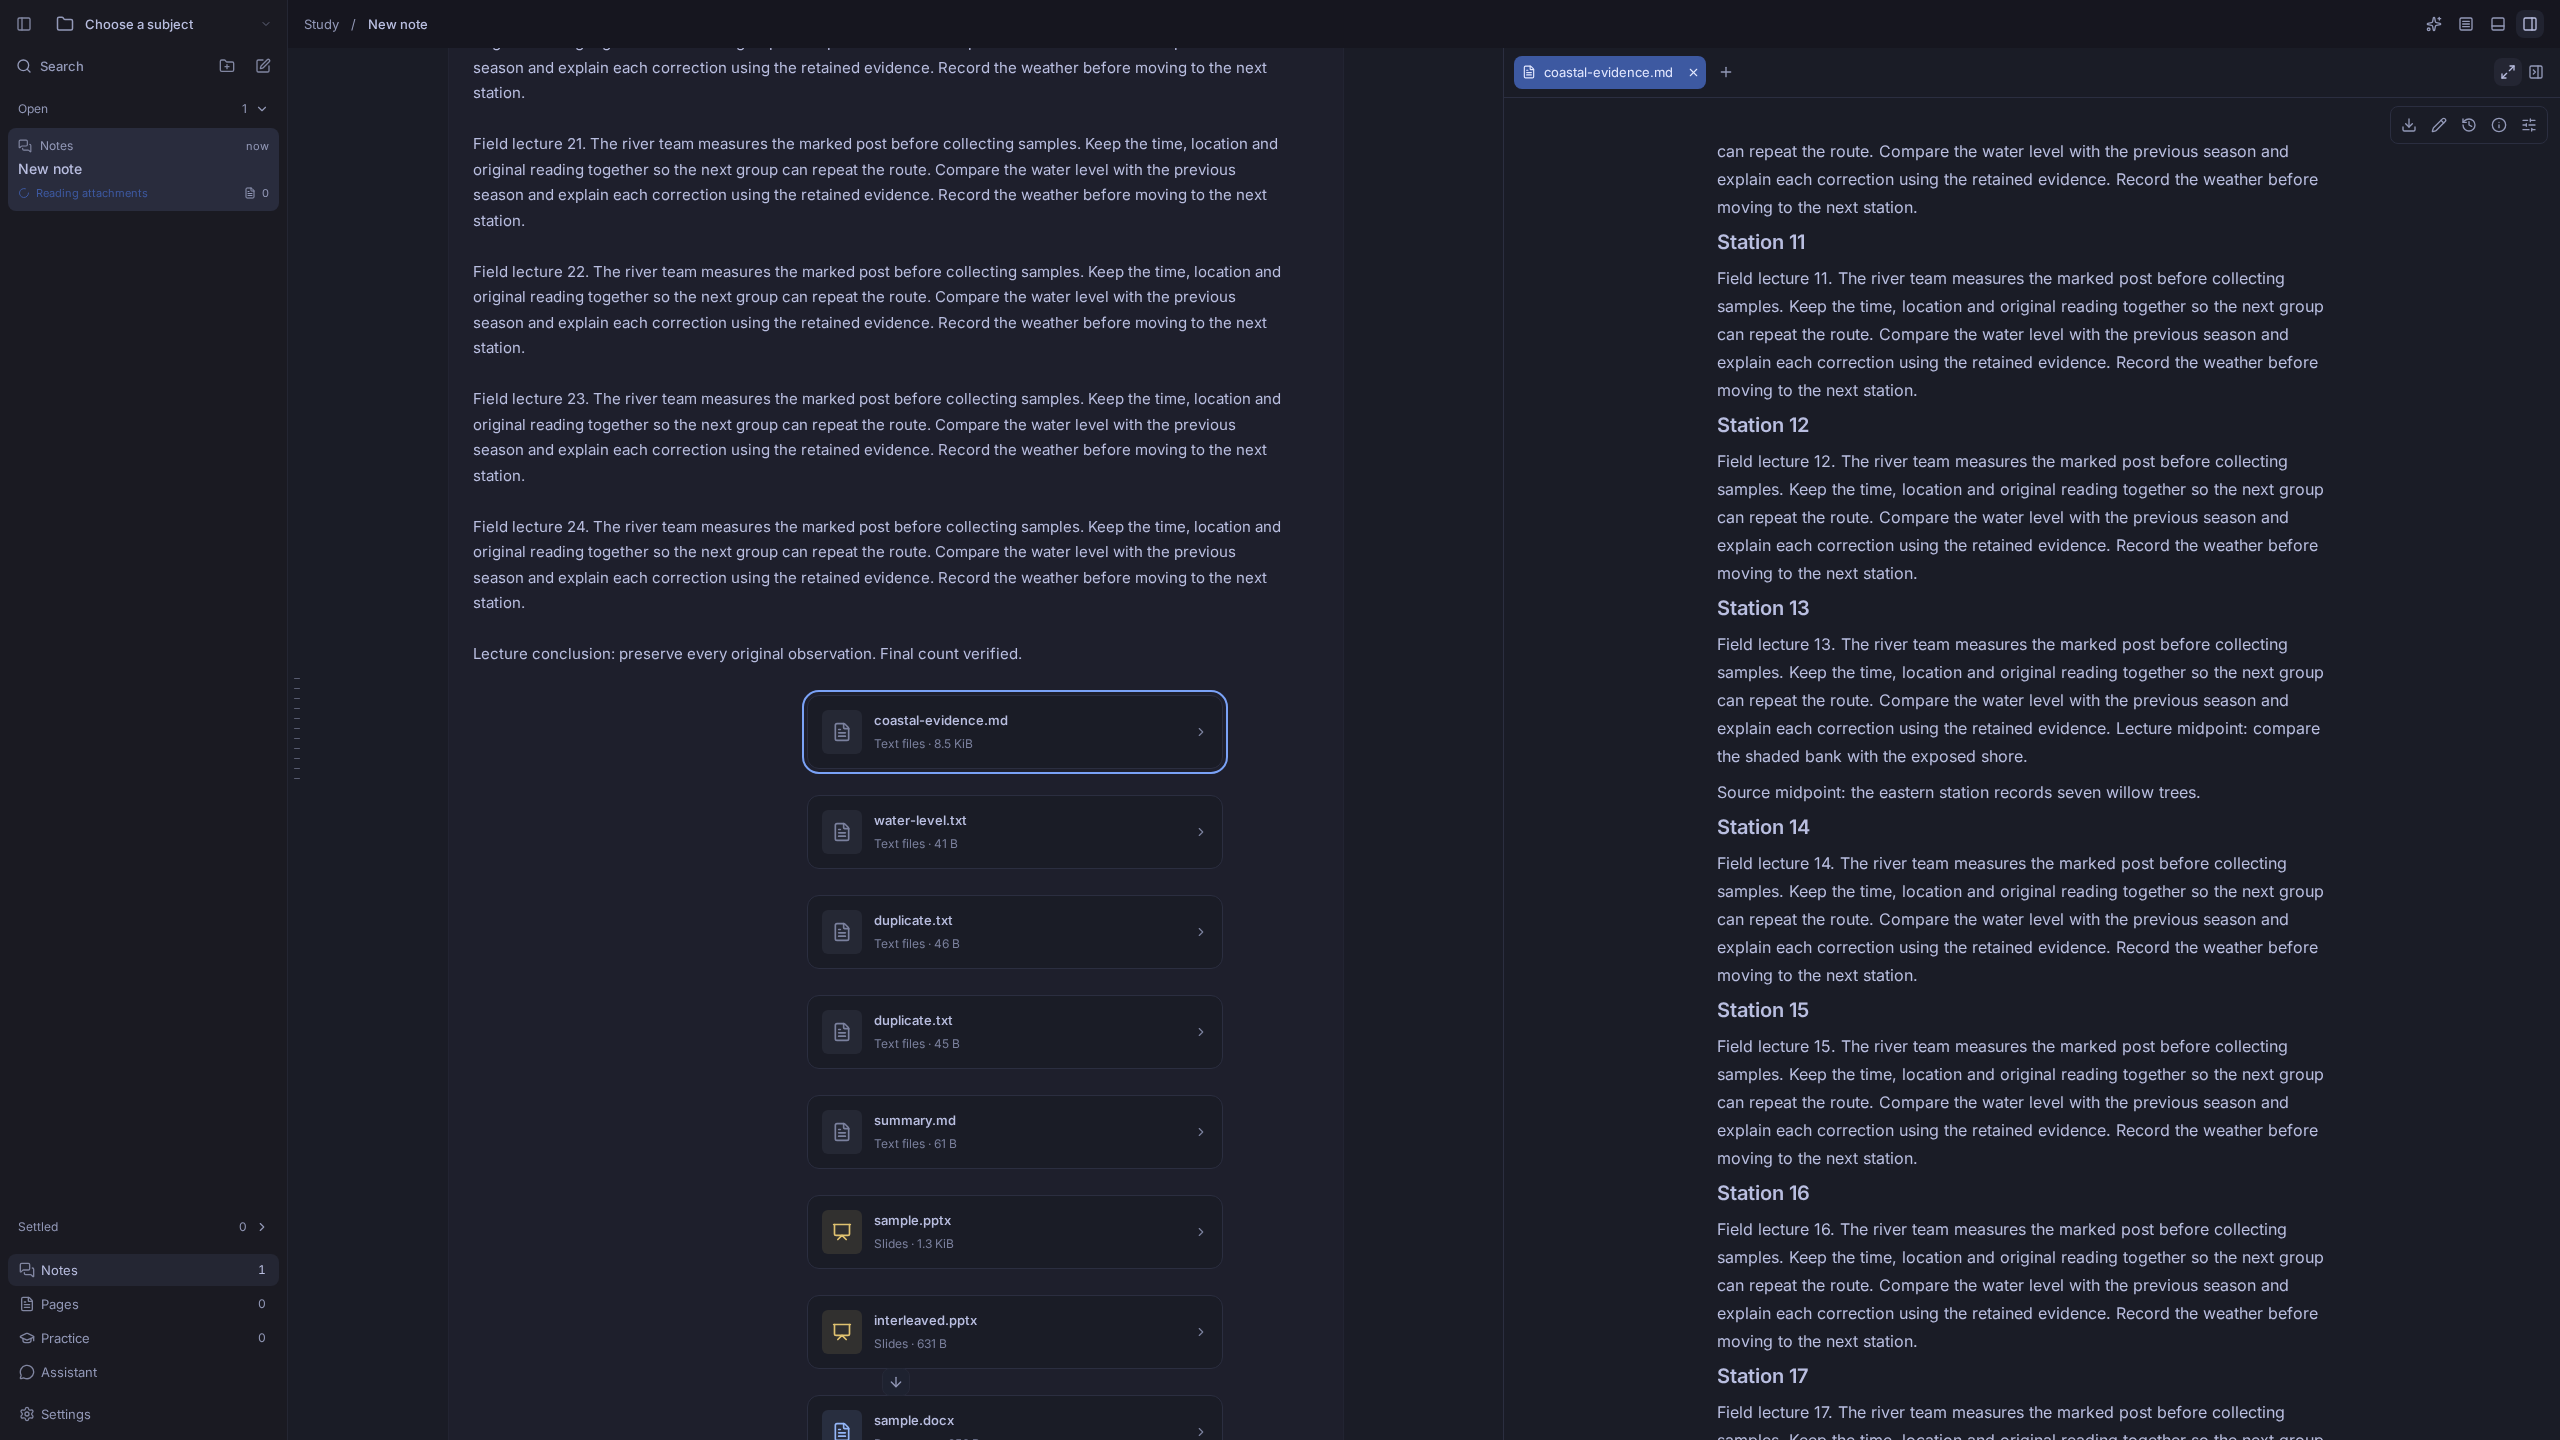 Choose a subject
Search
Open 1
Notes now
New note
Reading attachments 0
Settled 0
Notes 1
Pages 0
Practice 0
Assistant
Settings
Study / New note
season and explain each correction using the retained evidence. Record the weather before moving to the next
station.
Field lecture 21. The river team measures the marked post before collecting samples. Keep the time, location and
original reading together so the next group can repeat the route. Compare the water level with the previous
season and explain each correction using the retained evidence. Record the weather before moving to the next
station.
Field lecture 22. The river team measures the marked post before collecting samples. Keep the time, location and
original reading together so the next group can repeat the route. Compare the water level with the previous
season and explain each correction using the retained evidence. Record the weather before moving to the next
station.
Field lecture 23. The river team measures the marked post before collecting samples. Keep the time, location and
original reading together so the next group can repeat the route. Compare the water level with the previous
season and explain each correction using the retained evidence. Record the weather before moving to the next
station.
Field lecture 24. The river team measures the marked post before collecting samples. Keep the time, location and
original reading together so the next group can repeat the route. Compare the water level with the previous
season and explain each correction using the retained evidence. Record the weather before moving to the next
station.
Lecture conclusion: preserve every original observation. Final count verified.
coastal-evidence.md
Text files · 8.5 KiB
water-level.txt
Text files · 41 B
duplicate.txt
Text files · 46 B
duplicate.txt
Text files · 45 B
summary.md
Text files · 61 B
sample.pptx
Slides · 1.3 KiB
interleaved.pptx
Slides · 631 B
sample.docx
coastal-evidence.md
can repeat the route. Compare the water level with the previous season and
explain each correction using the retained evidence. Record the weather before
moving to the next station.
Station 11
Field lecture 11. The river team measures the marked post before collecting
samples. Keep the time, location and original reading together so the next group
can repeat the route. Compare the water level with the previous season and
explain each correction using the retained evidence. Record the weather before
moving to the next station.
Station 12
Field lecture 12. The river team measures the marked post before collecting
samples. Keep the time, location and original reading together so the next group
can repeat the route. Compare the water level with the previous season and
explain each correction using the retained evidence. Record the weather before
moving to the next station.
Station 13
Field lecture 13. The river team measures the marked post before collecting
samples. Keep the time, location and original reading together so the next group
can repeat the route. Compare the water level with the previous season and
explain each correction using the retained evidence. Lecture midpoint: compare
the shaded bank with the exposed shore.
Source midpoint: the eastern station records seven willow trees.
Station 14
Field lecture 14. The river team measures the marked post before collecting
samples. Keep the time, location and original reading together so the next group
can repeat the route. Compare the water level with the previous season and
explain each correction using the retained evidence. Record the weather before
moving to the next station.
Station 15
Field lecture 15. The river team measures the marked post before collecting
samples. Keep the time, location and original reading together so the next group
can repeat the route. Compare the water level with the previous season and
explain each correction using the retained evidence. Record the weather before
moving to the next station.
Station 16
Field lecture 16. The river team measures the marked post before collecting
samples. Keep the time, location and original reading together so the next group
can repeat the route. Compare the water level with the previous season and
explain each correction using the retained evidence. Record the weather before
moving to the next station.
Station 17
Field lecture 17. The river team measures the marked post before collecting
samples. Keep the time, location and original reading together so the next group